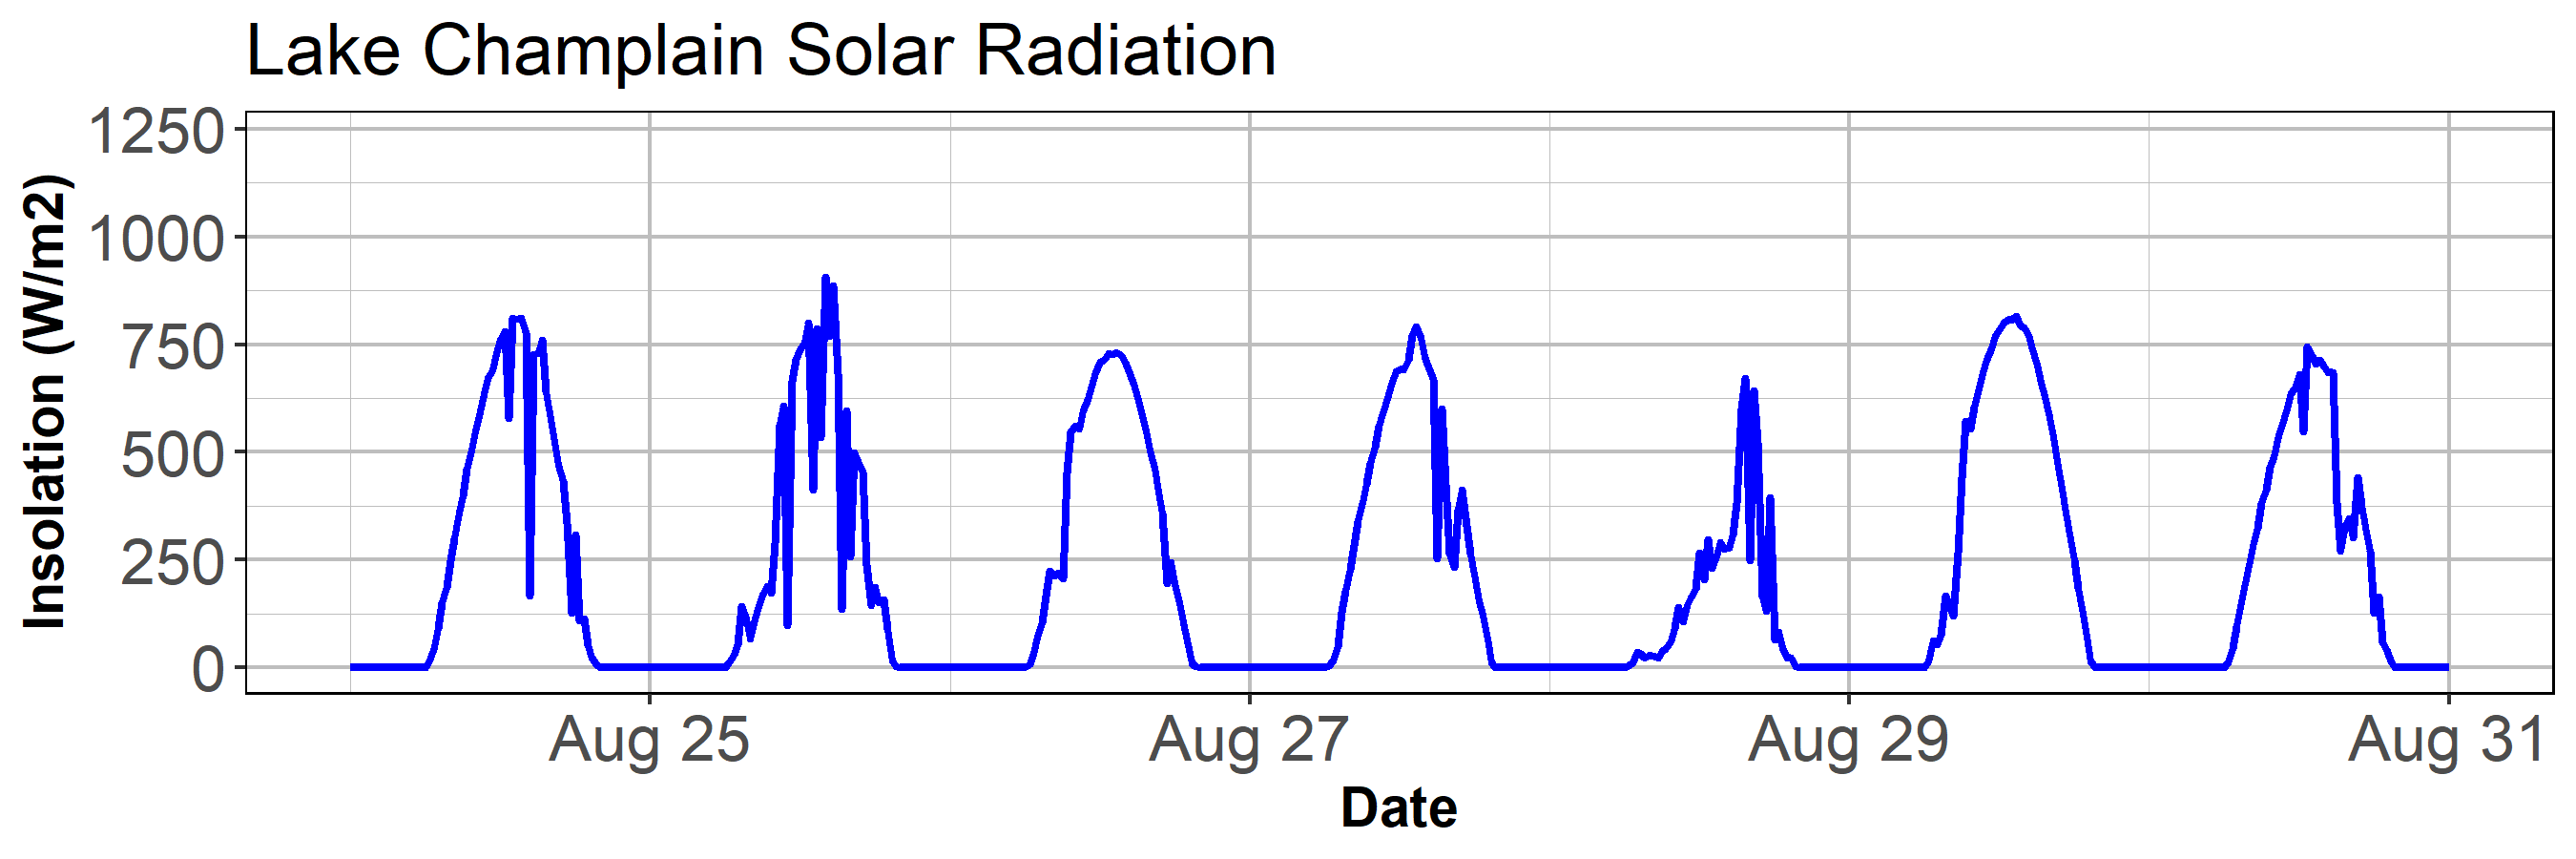 Lake Champlain Solar Radiation
Insolation (W/m2)
1250
1000
750
500
250
0
Aug 25 Aug 27 Aug 29 Aug 31
Date